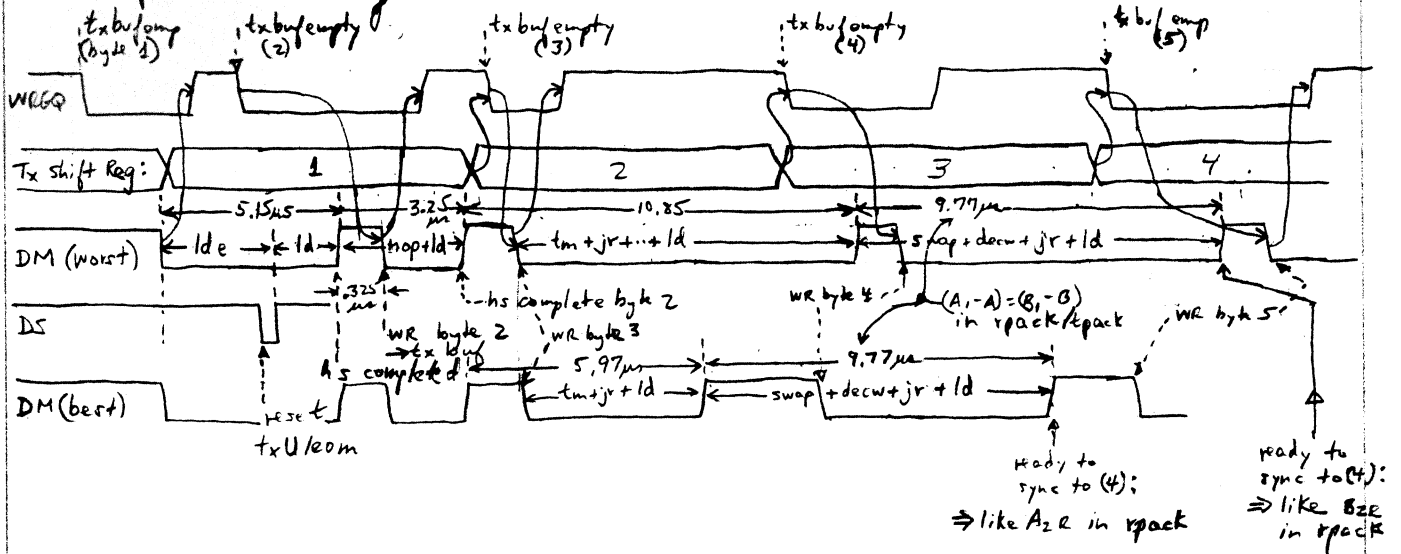 txbufemp
(byte 1)
txbufempty
(2)
txbufempty
(3)
txbufempty
(4)
txbufemp
(5)
WREQ
Tx shift Reg:
1
2
3
4
5.15µs
3.25
µs
10.85
9.77µs
DM (worst)
lde
ld
nop+ld
tm+jr+..+ld
swap+decw+jr+ld
.325
µs
hs complete byte 2
WR byte 4
(A,-A)=(B,-B)
in rpack/tpack
WR byte 5
DS
WR byte 2
→tx buf
WR byte 3
hs completed
5.97µs
9.77µs
DM (best)
tm+jr+ld
swap+decw+jr+ld
reset
txU/eom
ready to
sync to (4):
⇒ like A2R in rpack
ready to
sync to (4):
⇒ like B2R
in rpack